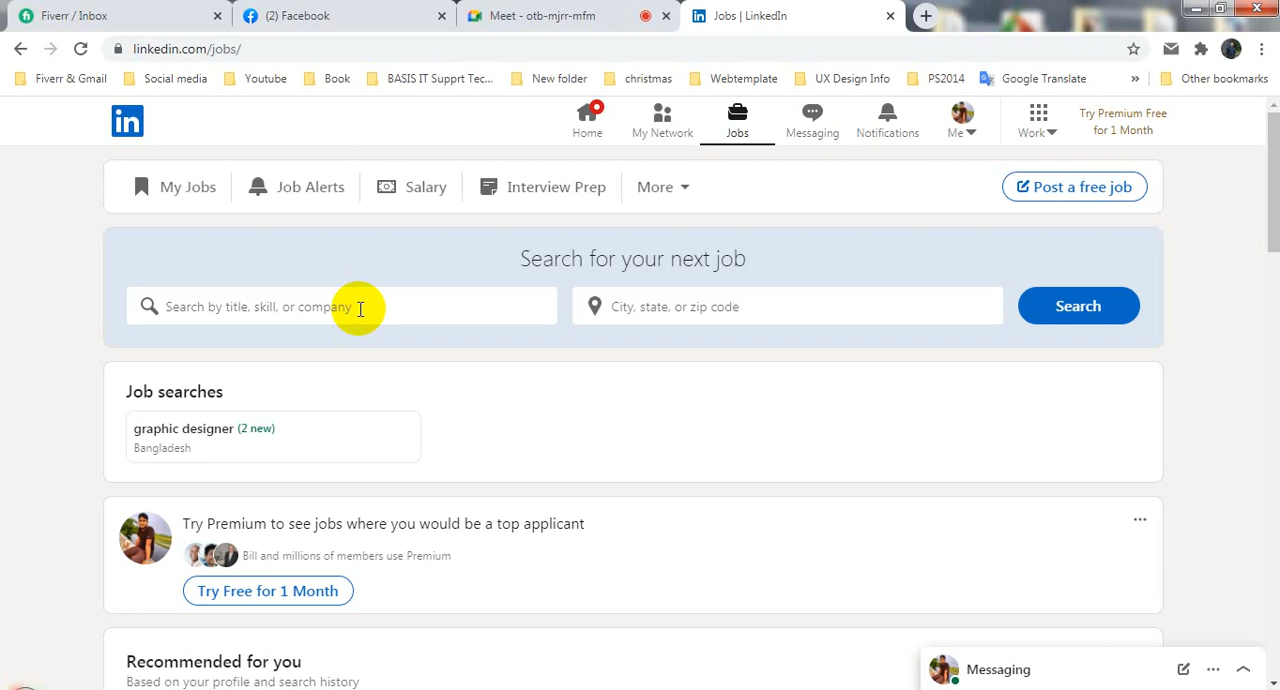 Fiverr / Inbox
(2) Facebook
Meet - otb-mjrr-mfm
Jobs | LinkedIn
linkedin.com/jobs/
Fiverr & Gmail
Social media
Youtube
Book
BASIS IT Supprt Tec...
New folder
christmas
Webtemplate
UX Design Info
PS2014
Google Translate
»
Other bookmarks
in
Home
My Network
Jobs
Messaging
Notifications
Me
Work
Try Premium Free
for 1 Month
My Jobs
Job Alerts
Salary
Interview Prep
More
Post a free job
Search for your next job
Search by title, skill, or company
City, state, or zip code
Search
Job searches
graphic designer (2 new)
Bangladesh
Try Premium to see jobs where you would be a top applicant
Bill and millions of members use Premium
Try Free for 1 Month
Recommended for you
Based on your profile and search history
Messaging